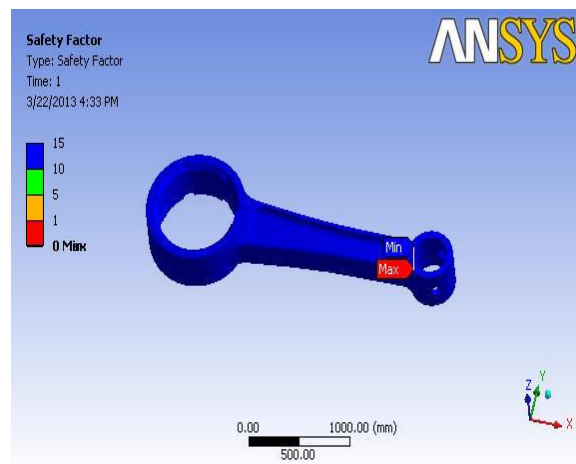 Safety Factor
Type: Safety Factor
Time: 1
3/22/2013 4:33 PM
ANSYS
15
10
5
1
0
Min
Max
Z
Y
X
0.00
1000.00 (mm)
500.00